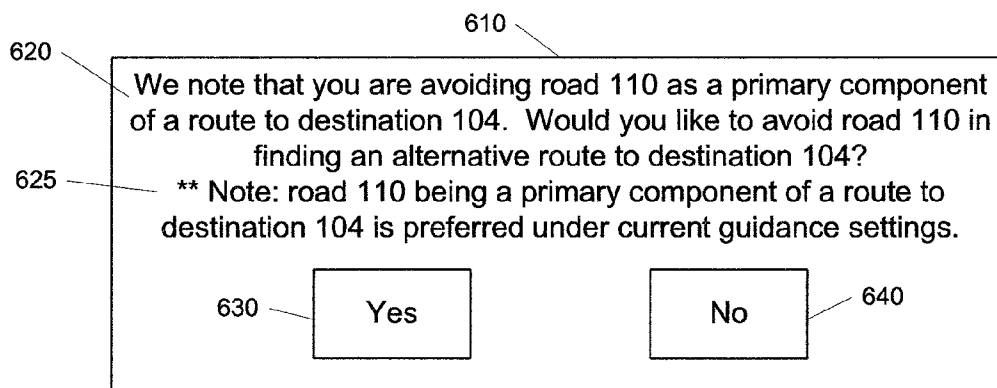 610
620
We note that you are avoiding road 110 as a primary component
of a route to destination 104. Would you like to avoid road 110 in
finding an alternative route to destination 104?
625
** Note: road 110 being a primary component of a route to
destination 104 is preferred under current guidance settings.
630
Yes
No
640